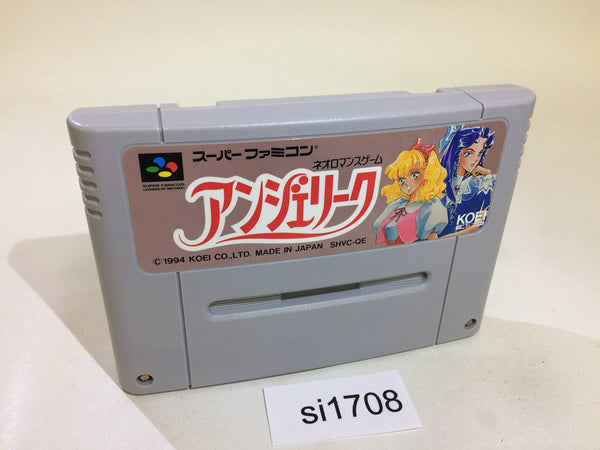 スーパーファミコン®
ネオロマンスゲーム
SUPER FAMICOM
LICENSED BY NINTENDO
アンジェリーク
KOEI
© 1994 KOEI CO., LTD. MADE IN JAPAN SHVC-QE
si1708